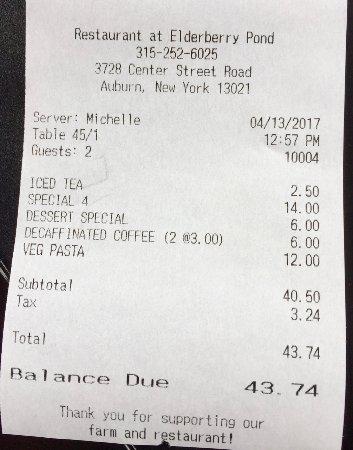 Restaurant at Elderberry Pond
315-252-6025
3728 Center Street Road
Auburn, New York 13021
Server: Michelle 04/13/2017
Table 45/1 12:57 PM
Guests: 2 10004
ICED TEA 2.50
SPECIAL 4 14.00
DESSERT SPECIAL 6.00
DECAFFINATED COFFEE (2 @3.00) 6.00
VEG PASTA 12.00
Subtotal 40.50
Tax 3.24
Total 43.74
Balance Due 43.74
Thank you for supporting our
farm and restaurant!